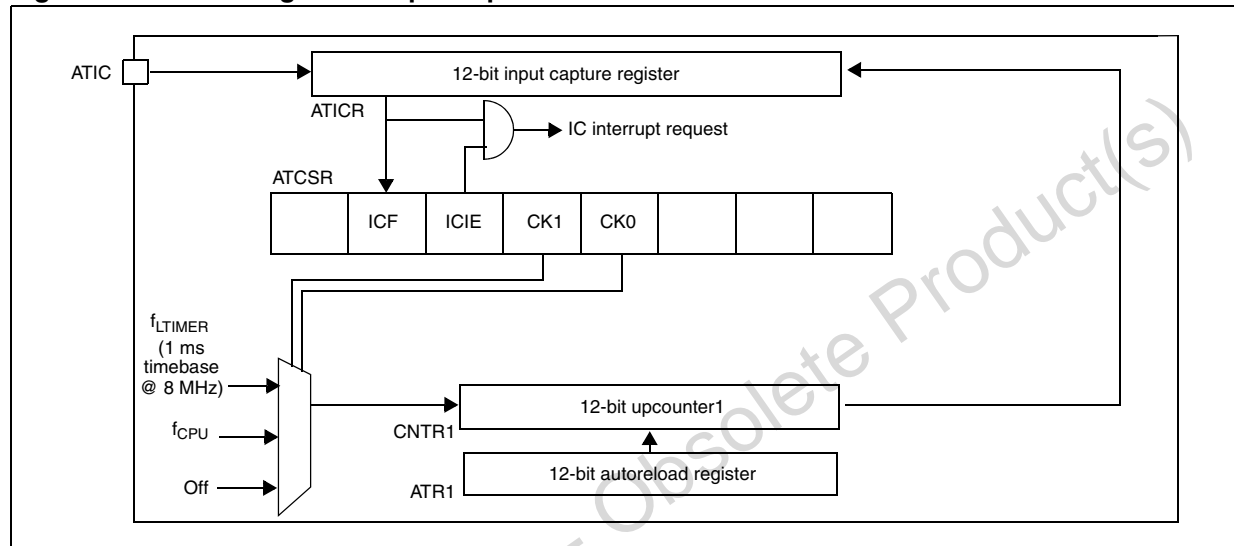 ATIC
12-bit input capture register
ATICR
IC interrupt request
ATCSR
ICF ICIE CK1 CK0
fLTIMER
(1 ms
timebase
@ 8 MHz)
fCPU
Off
12-bit upcounter1
CNTR1
12-bit autoreload register
ATR1
Obsolete Product(s)